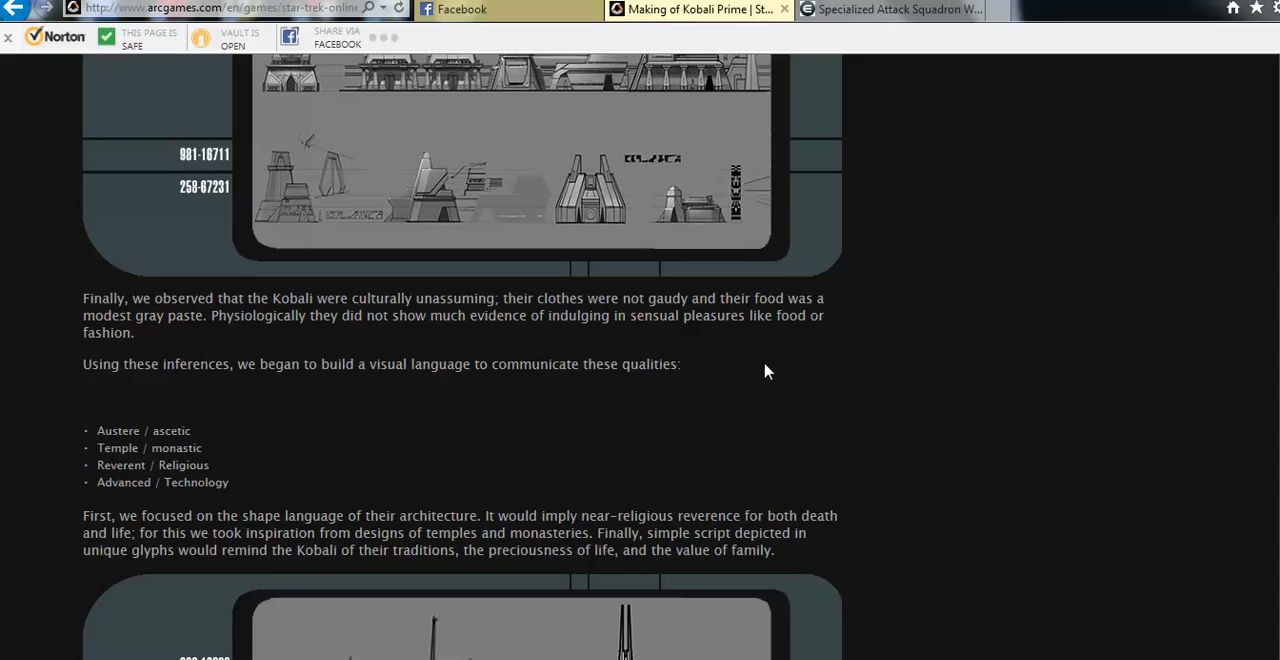 http://www.arcgames.com/en/games/star-trek-online
Facebook
Making of Kobali Prime | St...
Specialized Attack Squadron W...
Norton
THIS PAGE IS
SAFE
VAULT IS
OPEN
SHARE VIA
FACEBOOK
981-16711
258-67231
Finally, we observed that the Kobali were culturally unassuming; their clothes were not gaudy and their food was a
modest gray paste. Physiologically they did not show much evidence of indulging in sensual pleasures like food or
fashion.
Using these inferences, we began to build a visual language to communicate these qualities:
· Austere / ascetic
· Temple / monastic
· Reverent / Religious
· Advanced / Technology
First, we focused on the shape language of their architecture. It would imply near-religious reverence for both death
and life; for this we took inspiration from designs of temples and monasteries. Finally, simple script depicted in
unique glyphs would remind the Kobali of their traditions, the preciousness of life, and the value of family.